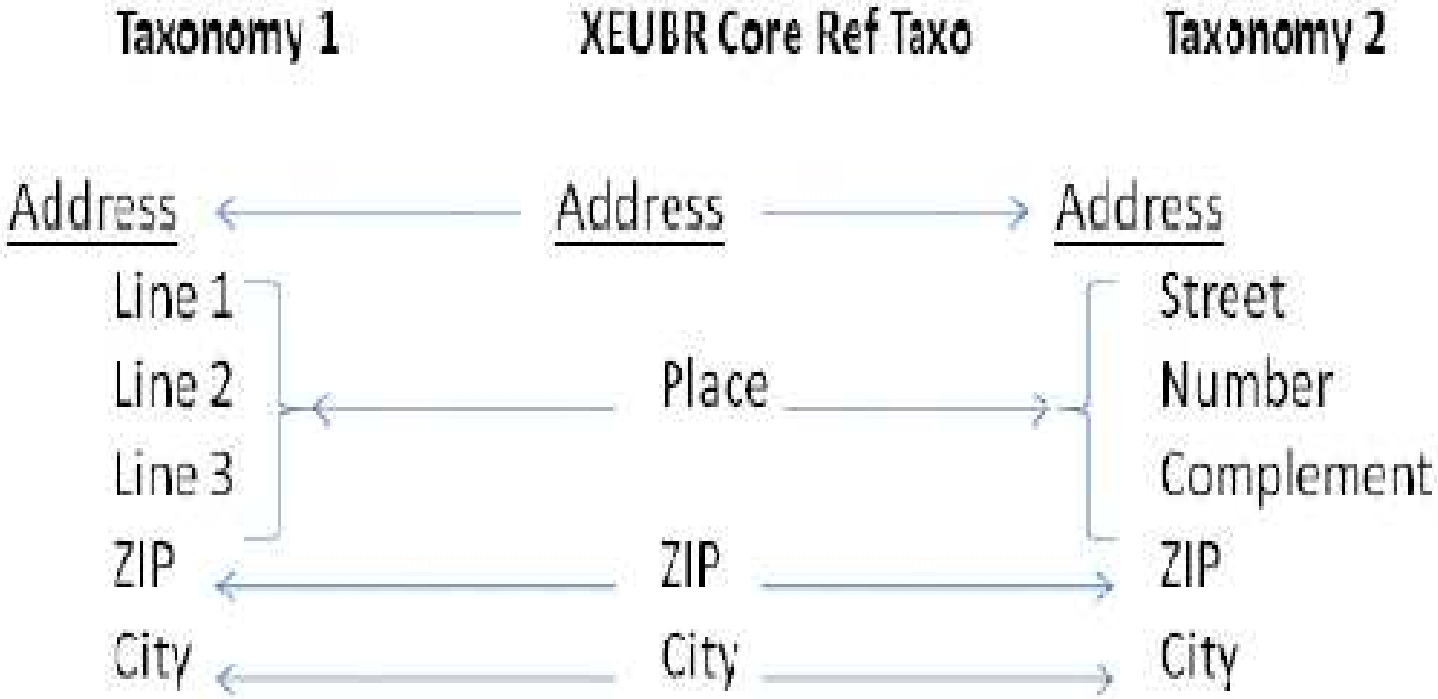 Taxonomy 1 XEUBR Core Ref Taxo Taxonomy 2
Address Address Address
Line 1 Street
Line 2 Place Number
Line 3 Complement
ZIP ZIP ZIP
City City City